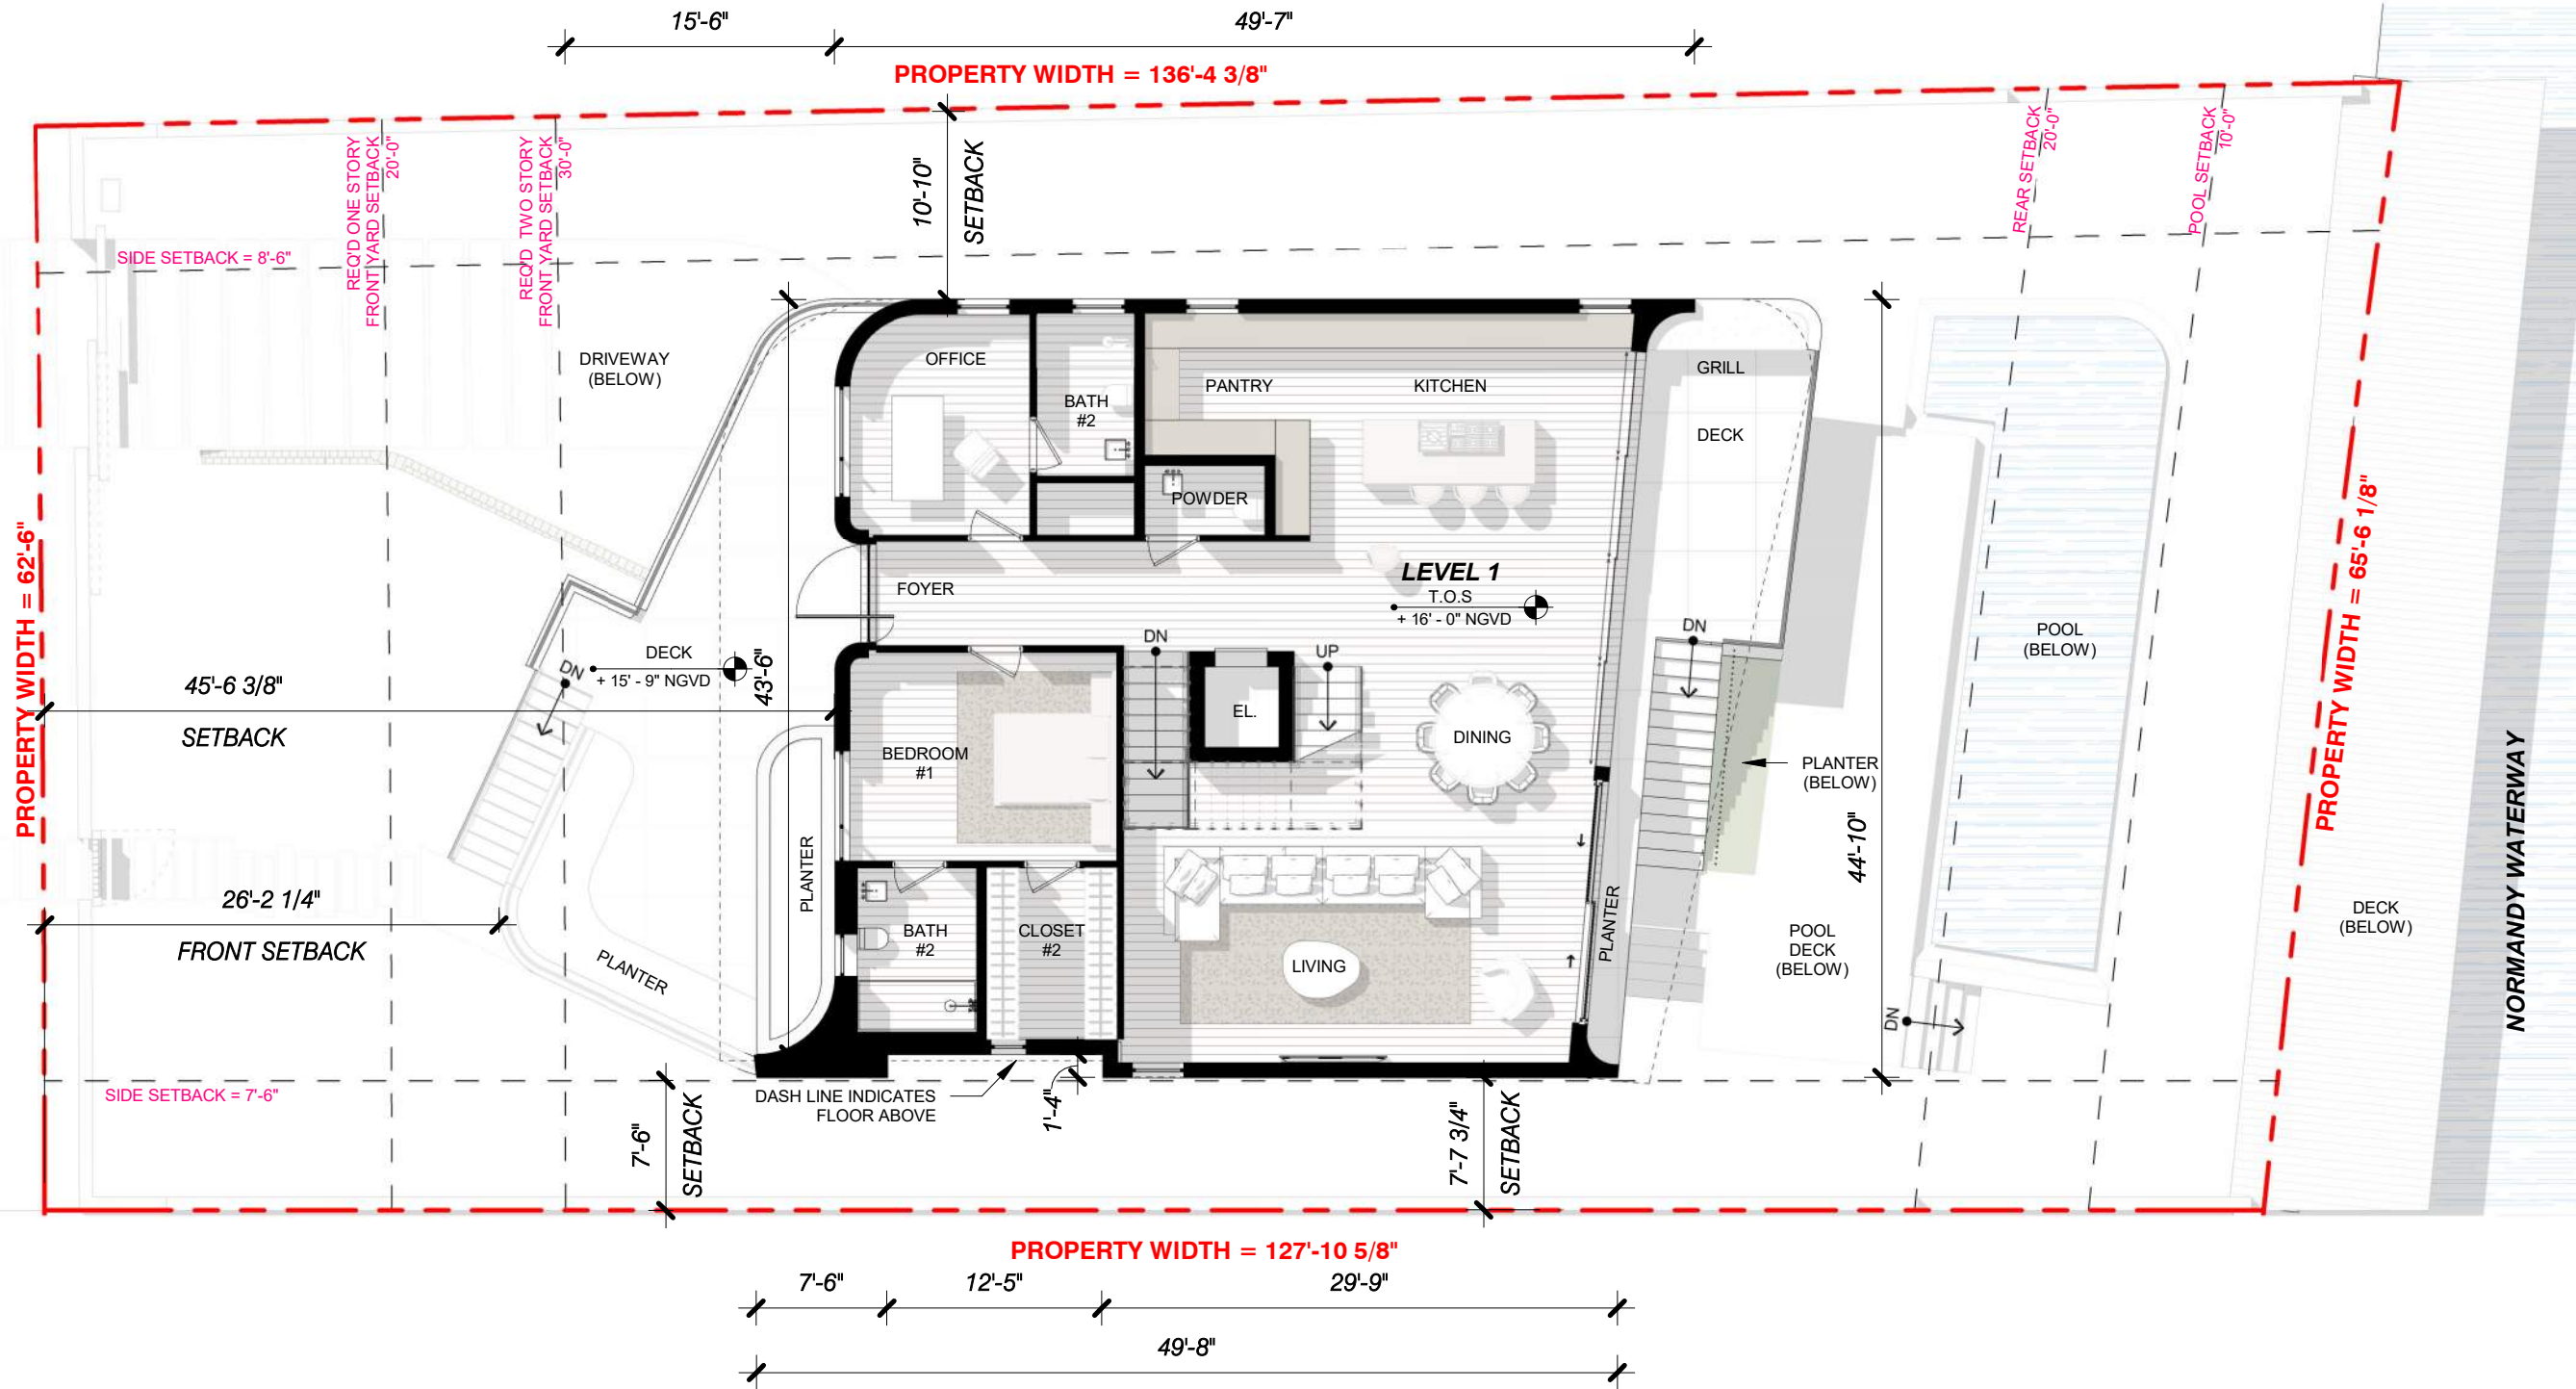 15'-6"
49'-7"
PROPERTY WIDTH = 136'-4 3/8"
REQ'D ONE STORY
FRONT YARD SETBACK
20'-0"
REQ'D TWO STORY
FRONT YARD SETBACK
30'-0"
10'-10"
SETBACK
REAR SETBACK
20'-0"
POOL SETBACK
10'-0"
SIDE SETBACK = 8'-6"
DRIVEWAY
(BELOW)
OFFICE
BATH
#2
PANTRY
KITCHEN
GRILL
DECK
POWDER
FOYER
LEVEL 1
T.O.S
+ 16' - 0" NGVD
PROPERTY WIDTH = 62'-6"
PROPERTY WIDTH = 65'-6 1/8"
DECK
+ 15' - 9" NGVD
DN
43'-6"
DN
UP
DN
POOL
(BELOW)
45'-6 3/8"
SETBACK
EL.
DINING
BEDROOM
#1
PLANTER
(BELOW)
NORMANDY WATERWAY
PLANTER
44'-10"
26'-2 1/4"
FRONT SETBACK
PLANTER
BATH
#2
CLOSET
#2
LIVING
PLANTER
POOL
DECK
(BELOW)
DECK
(BELOW)
DN
SIDE SETBACK = 7'-6"
DASH LINE INDICATES
FLOOR ABOVE
1'-4"
7'-6"
SETBACK
7'-7 3/4"
SETBACK
PROPERTY WIDTH = 127'-10 5/8"
7'-6"
12'-5"
29'-9"
49'-8"